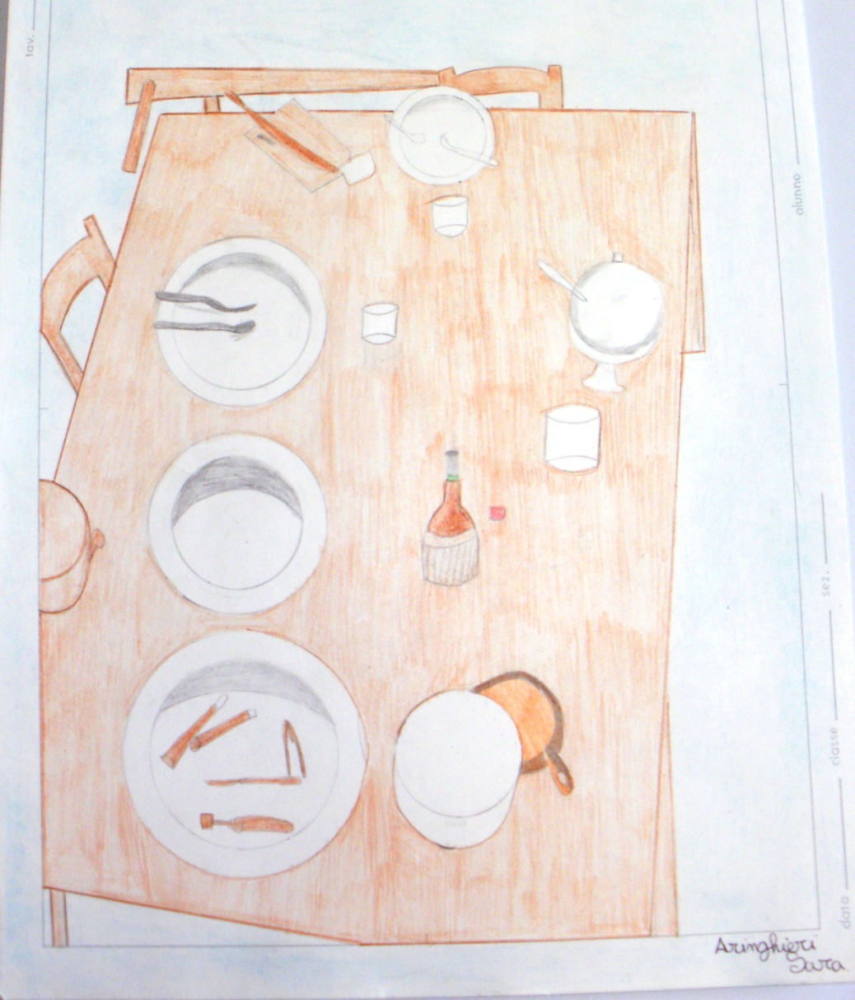 tav.
alunno
sez.
classe
data
Aringhieri
Sara